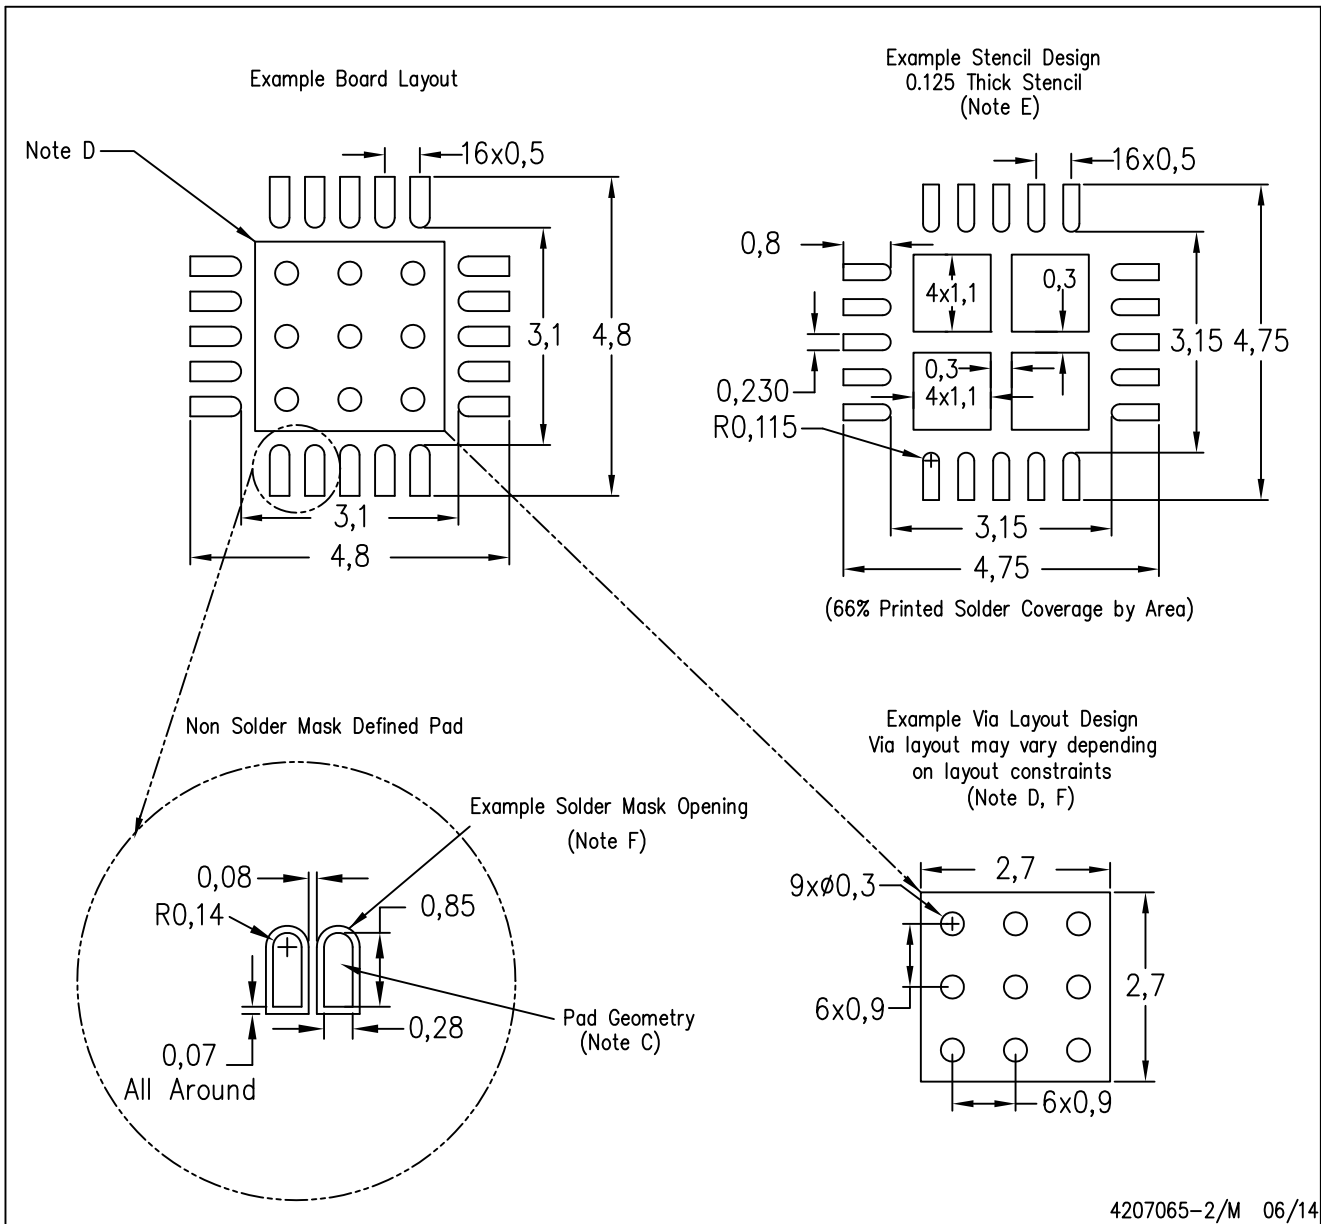 Example Board Layout
Note D
16x0,5
3,1
4,8
3,1
4,8
Example Stencil Design
0.125 Thick Stencil
(Note E)
16x0,5
0,8
4x1,1
0,3
3,15
4,75
0,3
4x1,1
0,230
R0,115
3,15
4,75
(66% Printed Solder Coverage by Area)
Non Solder Mask Defined Pad
Example Solder Mask Opening
(Note F)
0,08
R0,14
0,85
Pad Geometry
(Note C)
0,28
0,07
All Around
Example Via Layout Design
Via layout may vary depending
on layout constraints
(Note D, F)
2,7
9xø0,3
6x0,9
2,7
6x0,9
4207065-2/M 06/14